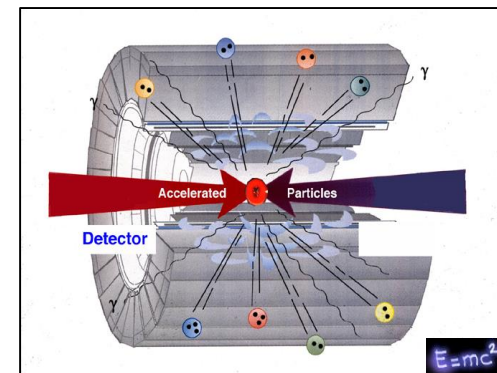 γ
γ
Accelerated Particles
Detector
γ
E=mc²